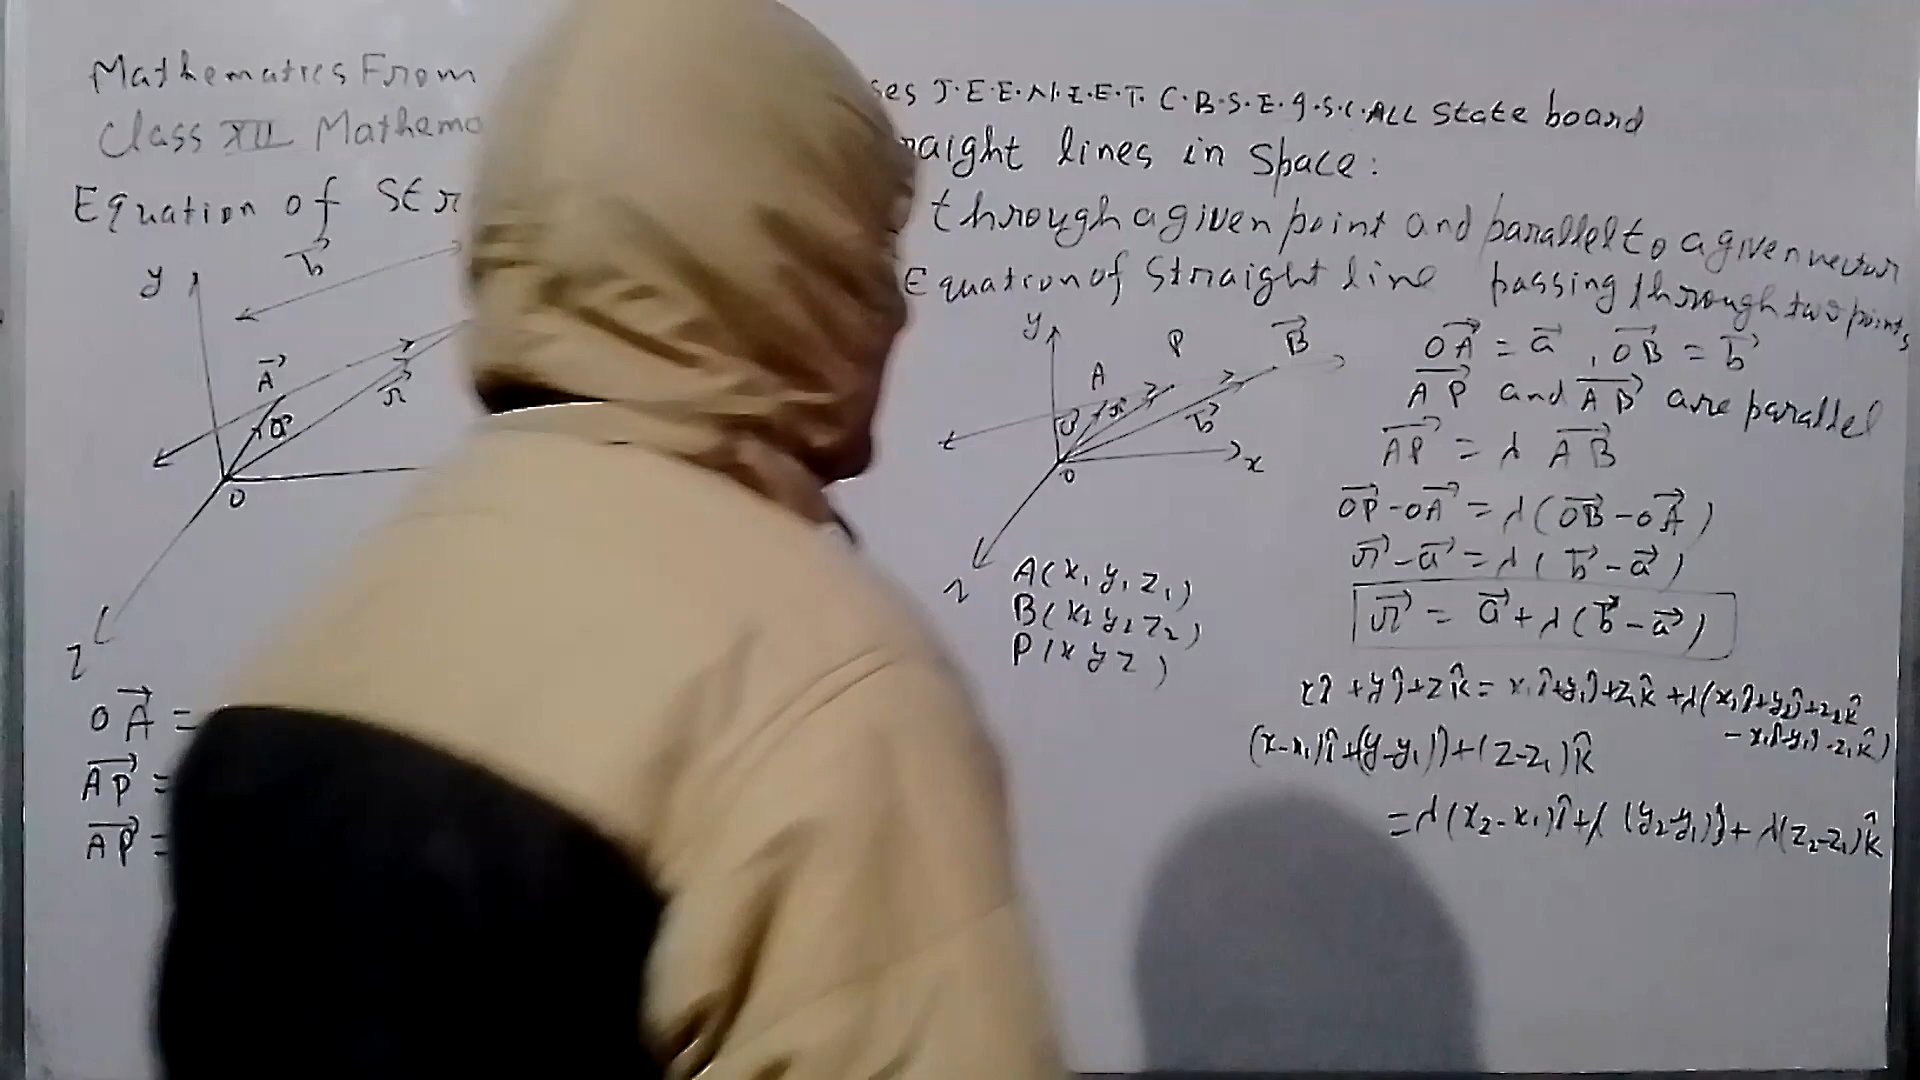 Mathematics From
ses J.E.E.N.E.E.T. C.B.S.E.I.S.C.ALL state board
Class XII Mathema
raight lines in Space:
Equation of Str
through a given point and parallel to a given vector
Equation of Straight line passing through two points
y
b⃗
A⃗
a⃗
r⃗
O
Z
OA⃗ =
AP⃗ =
AP⃗ =
y
A
P
B⃗
b⃗
x
O
z
A(x₁ y₁ z₁)
B(x₂ y₂ z₂)
P(x y z)
OA⃗ = a⃗, OB⃗ = b⃗
AP⃗ and AB⃗ are parallel
AP⃗ = λ AB⃗
OP⃗ - OA⃗ = λ(OB⃗ - OA⃗)
r⃗ - a⃗ = λ(b⃗ - a⃗)
r⃗ = a⃗ + λ(b⃗ - a⃗)
xî + yĵ + zk̂ = x₁î + y₁ĵ + z₁k̂ + λ(x₂î + y₂ĵ + z₂k̂
- x₁î - y₁ĵ - z₁k̂)
(x-x₁)î + (y-y₁)ĵ + (z-z₁)k̂
= λ(x₂-x₁)î + λ(y₂-y₁)ĵ + λ(z₂-z₁)k̂